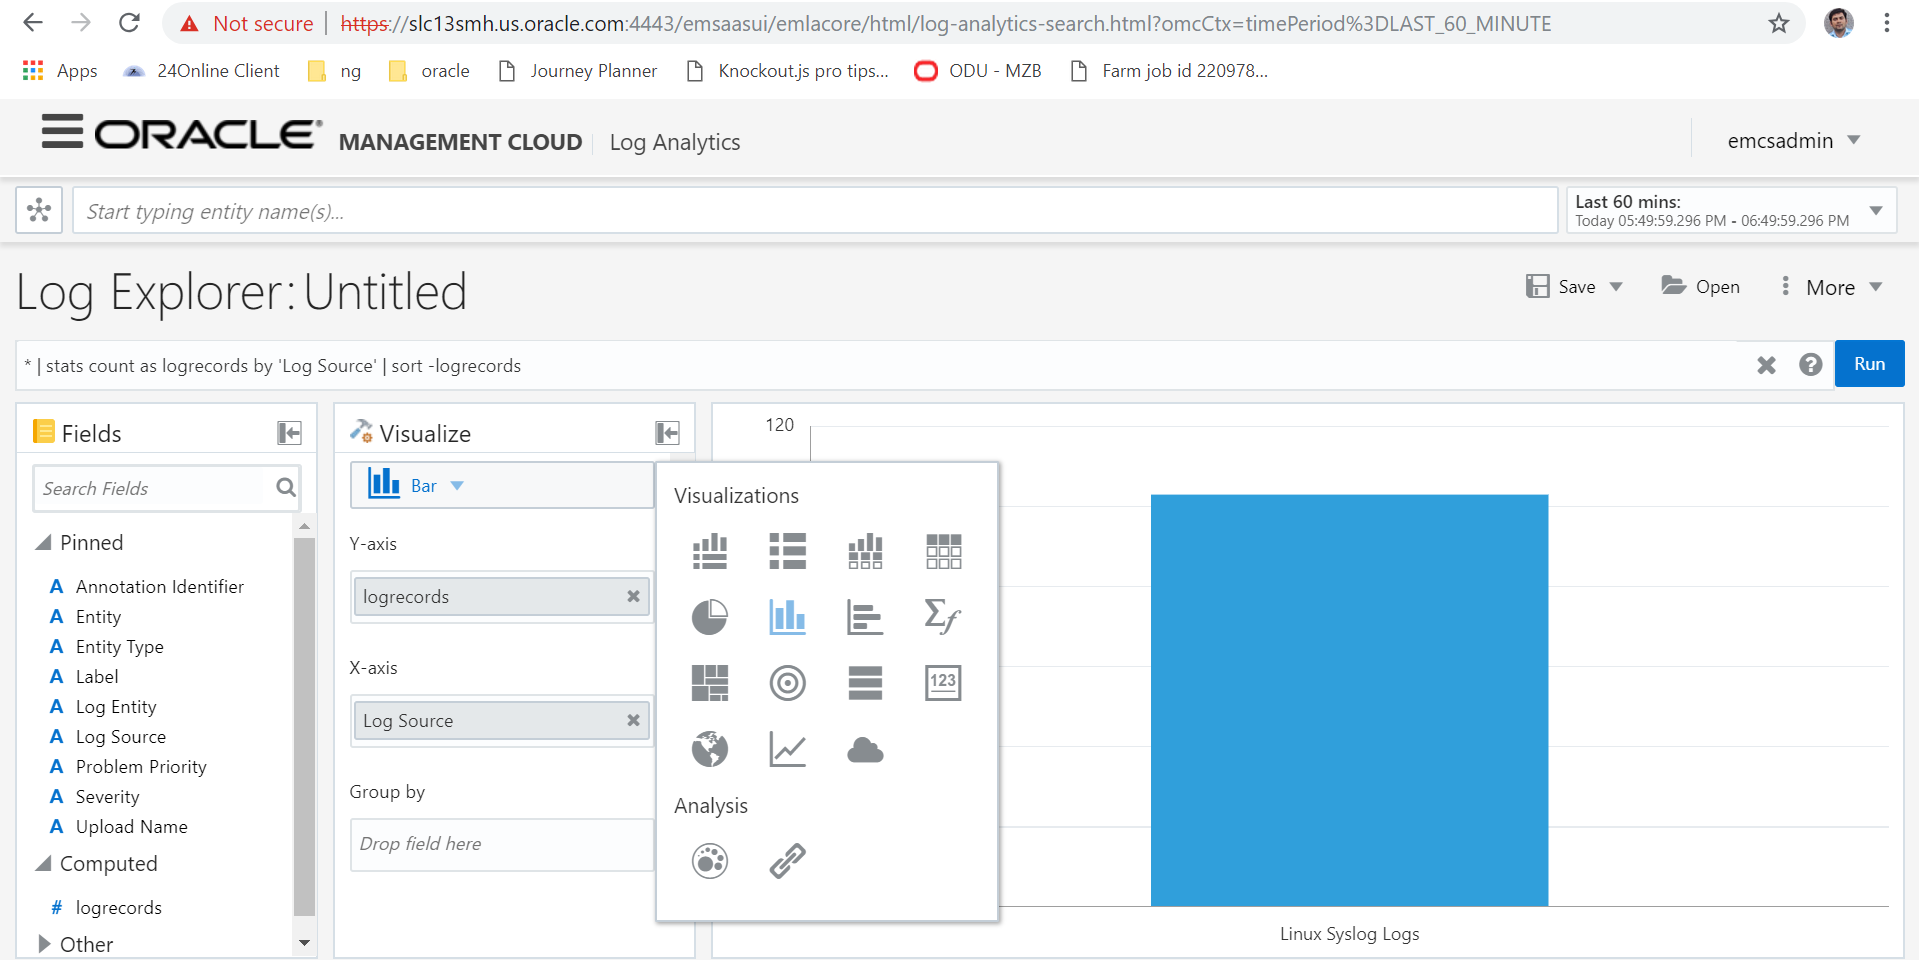 Not secure | https://slc13smh.us.oracle.com:4443/emsaasui/emlacore/html/log-analytics-search.html?omcCtx=timePeriod%3DLAST_60_MINUTE
Apps 24Online Client ng oracle Journey Planner Knockout.js pro tips... ODU - MZB Farm job id 220978...
ORACLE® MANAGEMENT CLOUD Log Analytics emcsadmin
Start typing entity name(s)...
Last 60 mins:
Today 05:49:59.296 PM - 06:49:59.296 PM
Log Explorer: Untitled
Save Open More
* | stats count as logrecords by 'Log Source' | sort -logrecords
Run
Fields
Search Fields
Pinned
A Annotation Identifier
A Entity
A Entity Type
A Label
A Log Entity
A Log Source
A Problem Priority
A Severity
A Upload Name
Computed
# logrecords
Other
Visualize
Bar
Y-axis
logrecords
X-axis
Log Source
Group by
Drop field here
Visualizations
Σf
123
Analysis
120
Linux Syslog Logs